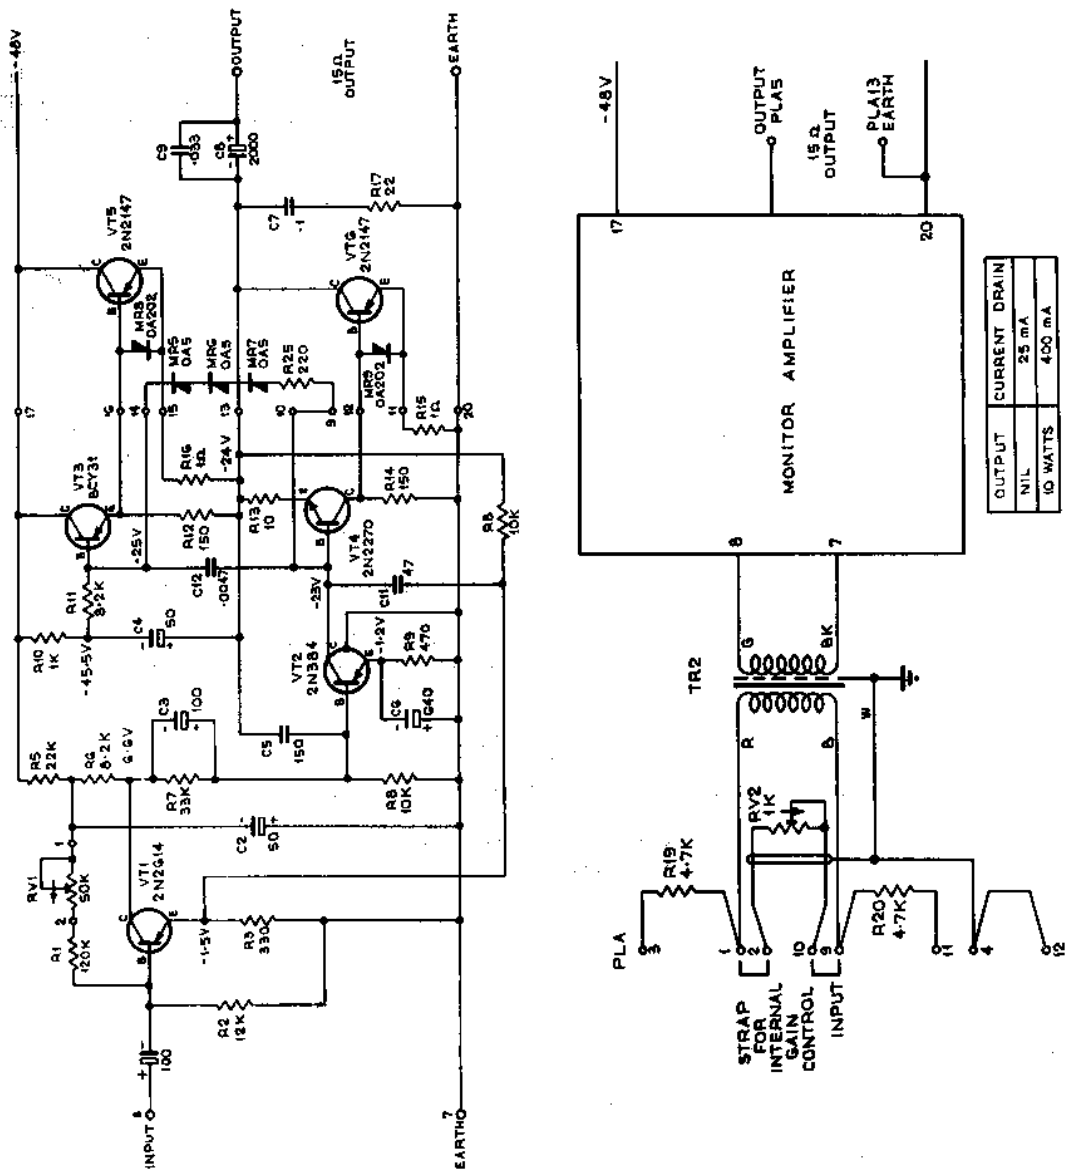 -48V
OUTPUT
15Ω
OUTPUT
EARTH
C9
·033
C8
- +
2000
C7
·1
R17
22
VT5
2N2147
C
B
E
MR8
OA202
MR5
OA5
MR6
OA5
MR7
OA5
R25
220
VT6
2N2147
C
B
E
MR9
OA202
R15
1Ω
17
16
14
15
13
10
9
12
11
20
VT3
BCY31
C
B
E
R16
1Ω
-24V
R12
150
-25V
R11
8·2K
C12
·0047
R13
10
VT4
2N2270
E
B
C
R14
150
R8
10K
-23V
C11
47
R10
1K
-45·5V
C4
- +
50
VT2
2N384
C
B
E
-1·2V
R9
470
C6
- +
640
C5
150
R5
22K
R6
8·2K
6·6V
C3
- +
100
R7
33K
R8
10K
C2
- +
50
1
RV1
50K
2
R1
120K
VT1
2N2614
C
B
E
-1·5V
R3
330
R2
12K
+ -
100
INPUT 8
EARTH 7
-48V
OUTPUT
PLA5
15Ω
OUTPUT
PLA13
EARTH
17
20
MONITOR AMPLIFIER
8
7
OUTPUT CURRENT DRAIN
NIL 25 mA
10 WATTS 400 mA
TR2
G
BK
R
B
W
RV2
1K
R19
4·7K
R20
4·7K
PLA
3
1
2
10
9
11
4
12
STRAP
FOR
INTERNAL
GAIN
CONTROL
INPUT